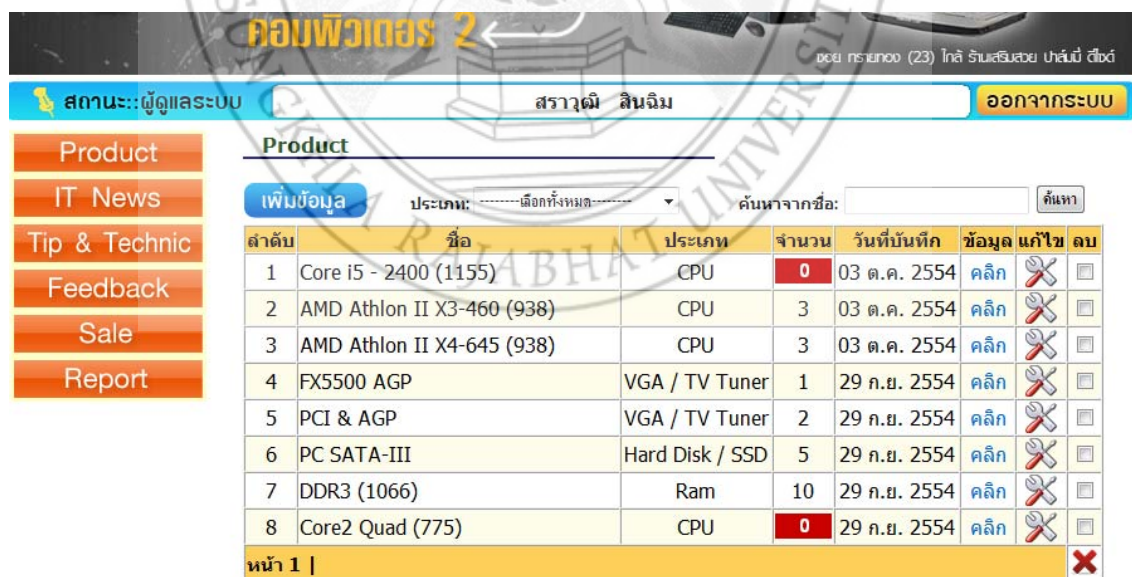 คอมพิวเตอร์ 2
ซอย ทรายทอง (23) ใกล้ ร้านเสริมสวย ปาล์มมี่ ดีไซด์
สถานะ::ผู้ดูแลระบบ สราวุฒิ สินฉิม ออกจากระบบ
Product
IT News
Tip & Technic
Feedback
Sale
Report
Product
เพิ่มข้อมูล ประเภท: --------เลือกทั้งหมด-------- ค้นหาจากชื่อ: ค้นหา
ลำดับ ชื่อ ประเภท จำนวน วันที่บันทึก ข้อมูล แก้ไข ลบ
1 Core i5 - 2400 (1155) CPU 0 03 ต.ค. 2554 คลิก
2 AMD Athlon II X3-460 (938) CPU 3 03 ต.ค. 2554 คลิก
3 AMD Athlon II X4-645 (938) CPU 3 03 ต.ค. 2554 คลิก
4 FX5500 AGP VGA / TV Tuner 1 29 ก.ย. 2554 คลิก
5 PCI & AGP VGA / TV Tuner 2 29 ก.ย. 2554 คลิก
6 PC SATA-III Hard Disk / SSD 5 29 ก.ย. 2554 คลิก
7 DDR3 (1066) Ram 10 29 ก.ย. 2554 คลิก
8 Core2 Quad (775) CPU 0 29 ก.ย. 2554 คลิก
หน้า 1 |
RAJABHAT